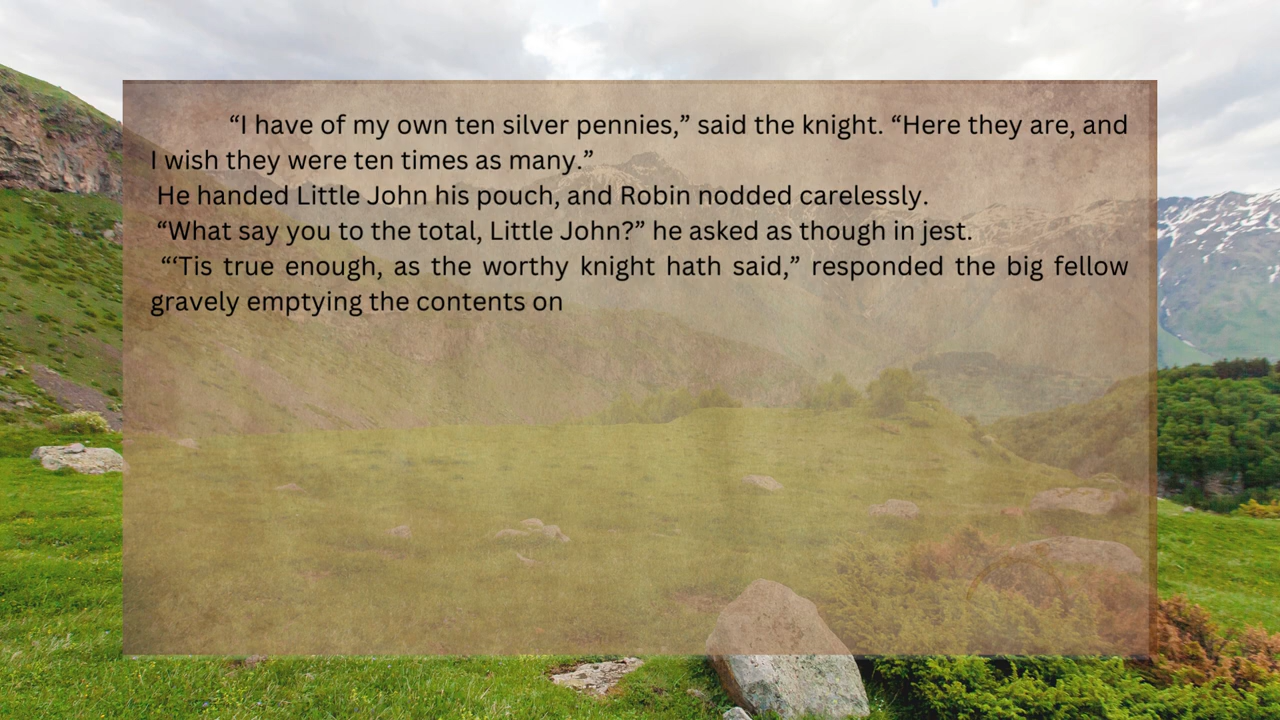 “I have of my own ten silver pennies,” said the knight. “Here they are, and
I wish they were ten times as many.”
He handed Little John his pouch, and Robin nodded carelessly.
“What say you to the total, Little John?” he asked as though in jest.
“‘Tis true enough, as the worthy knight hath said,” responded the big fellow
gravely emptying the contents on